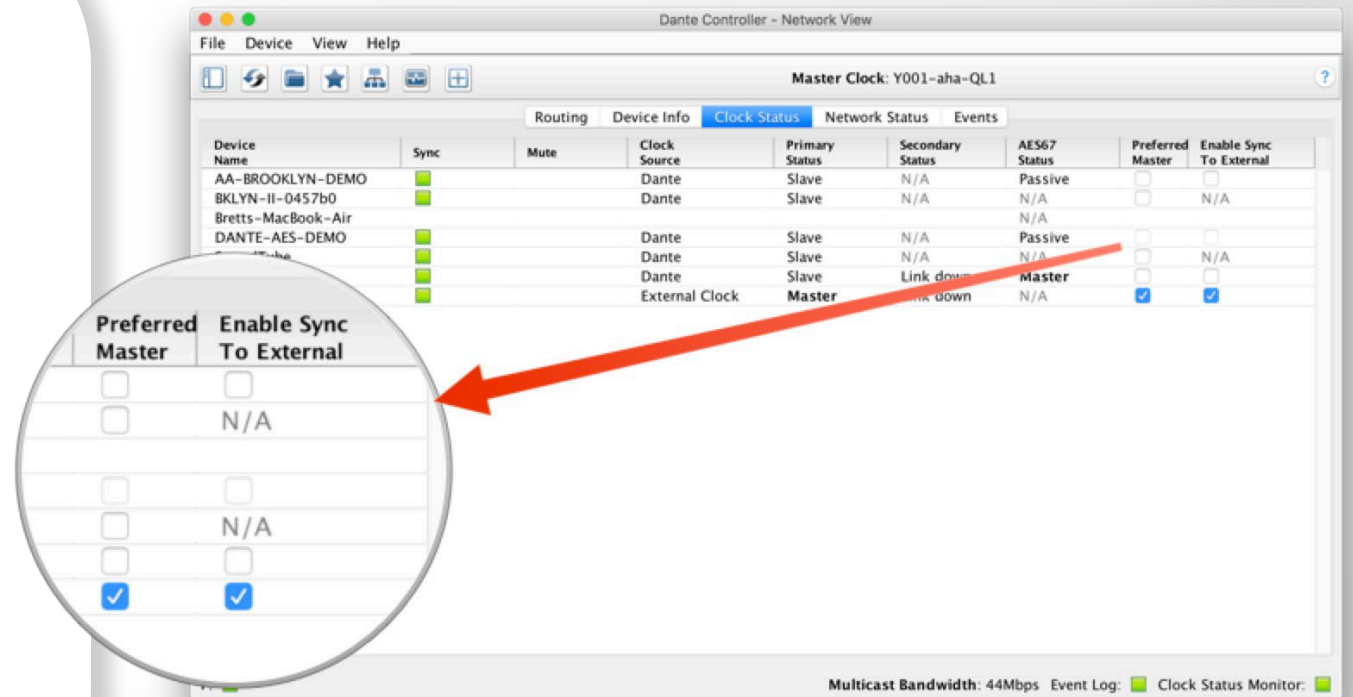 Dante Controller - Network View
File Device View Help
Master Clock: Y001-aha-QL1
?
Routing Device Info Clock Status Network Status Events
Device Name Sync Mute Clock Source Primary Status Secondary Status AES67 Status Preferred Master Enable Sync To External
AA-BROOKLYN-DEMO Dante Slave N/A Passive
BKLYN-II-0457b0 Dante Slave N/A N/A N/A
Bretts-MacBook-Air N/A
DANTE-AES-DEMO Dante Slave N/A Passive
Dante Slave N/A N/A N/A
Dante Slave Link down Master
External Clock Master down N/A
Preferred Master Enable Sync To External
N/A
N/A
Multicast Bandwidth: 44Mbps Event Log: Clock Status Monitor: